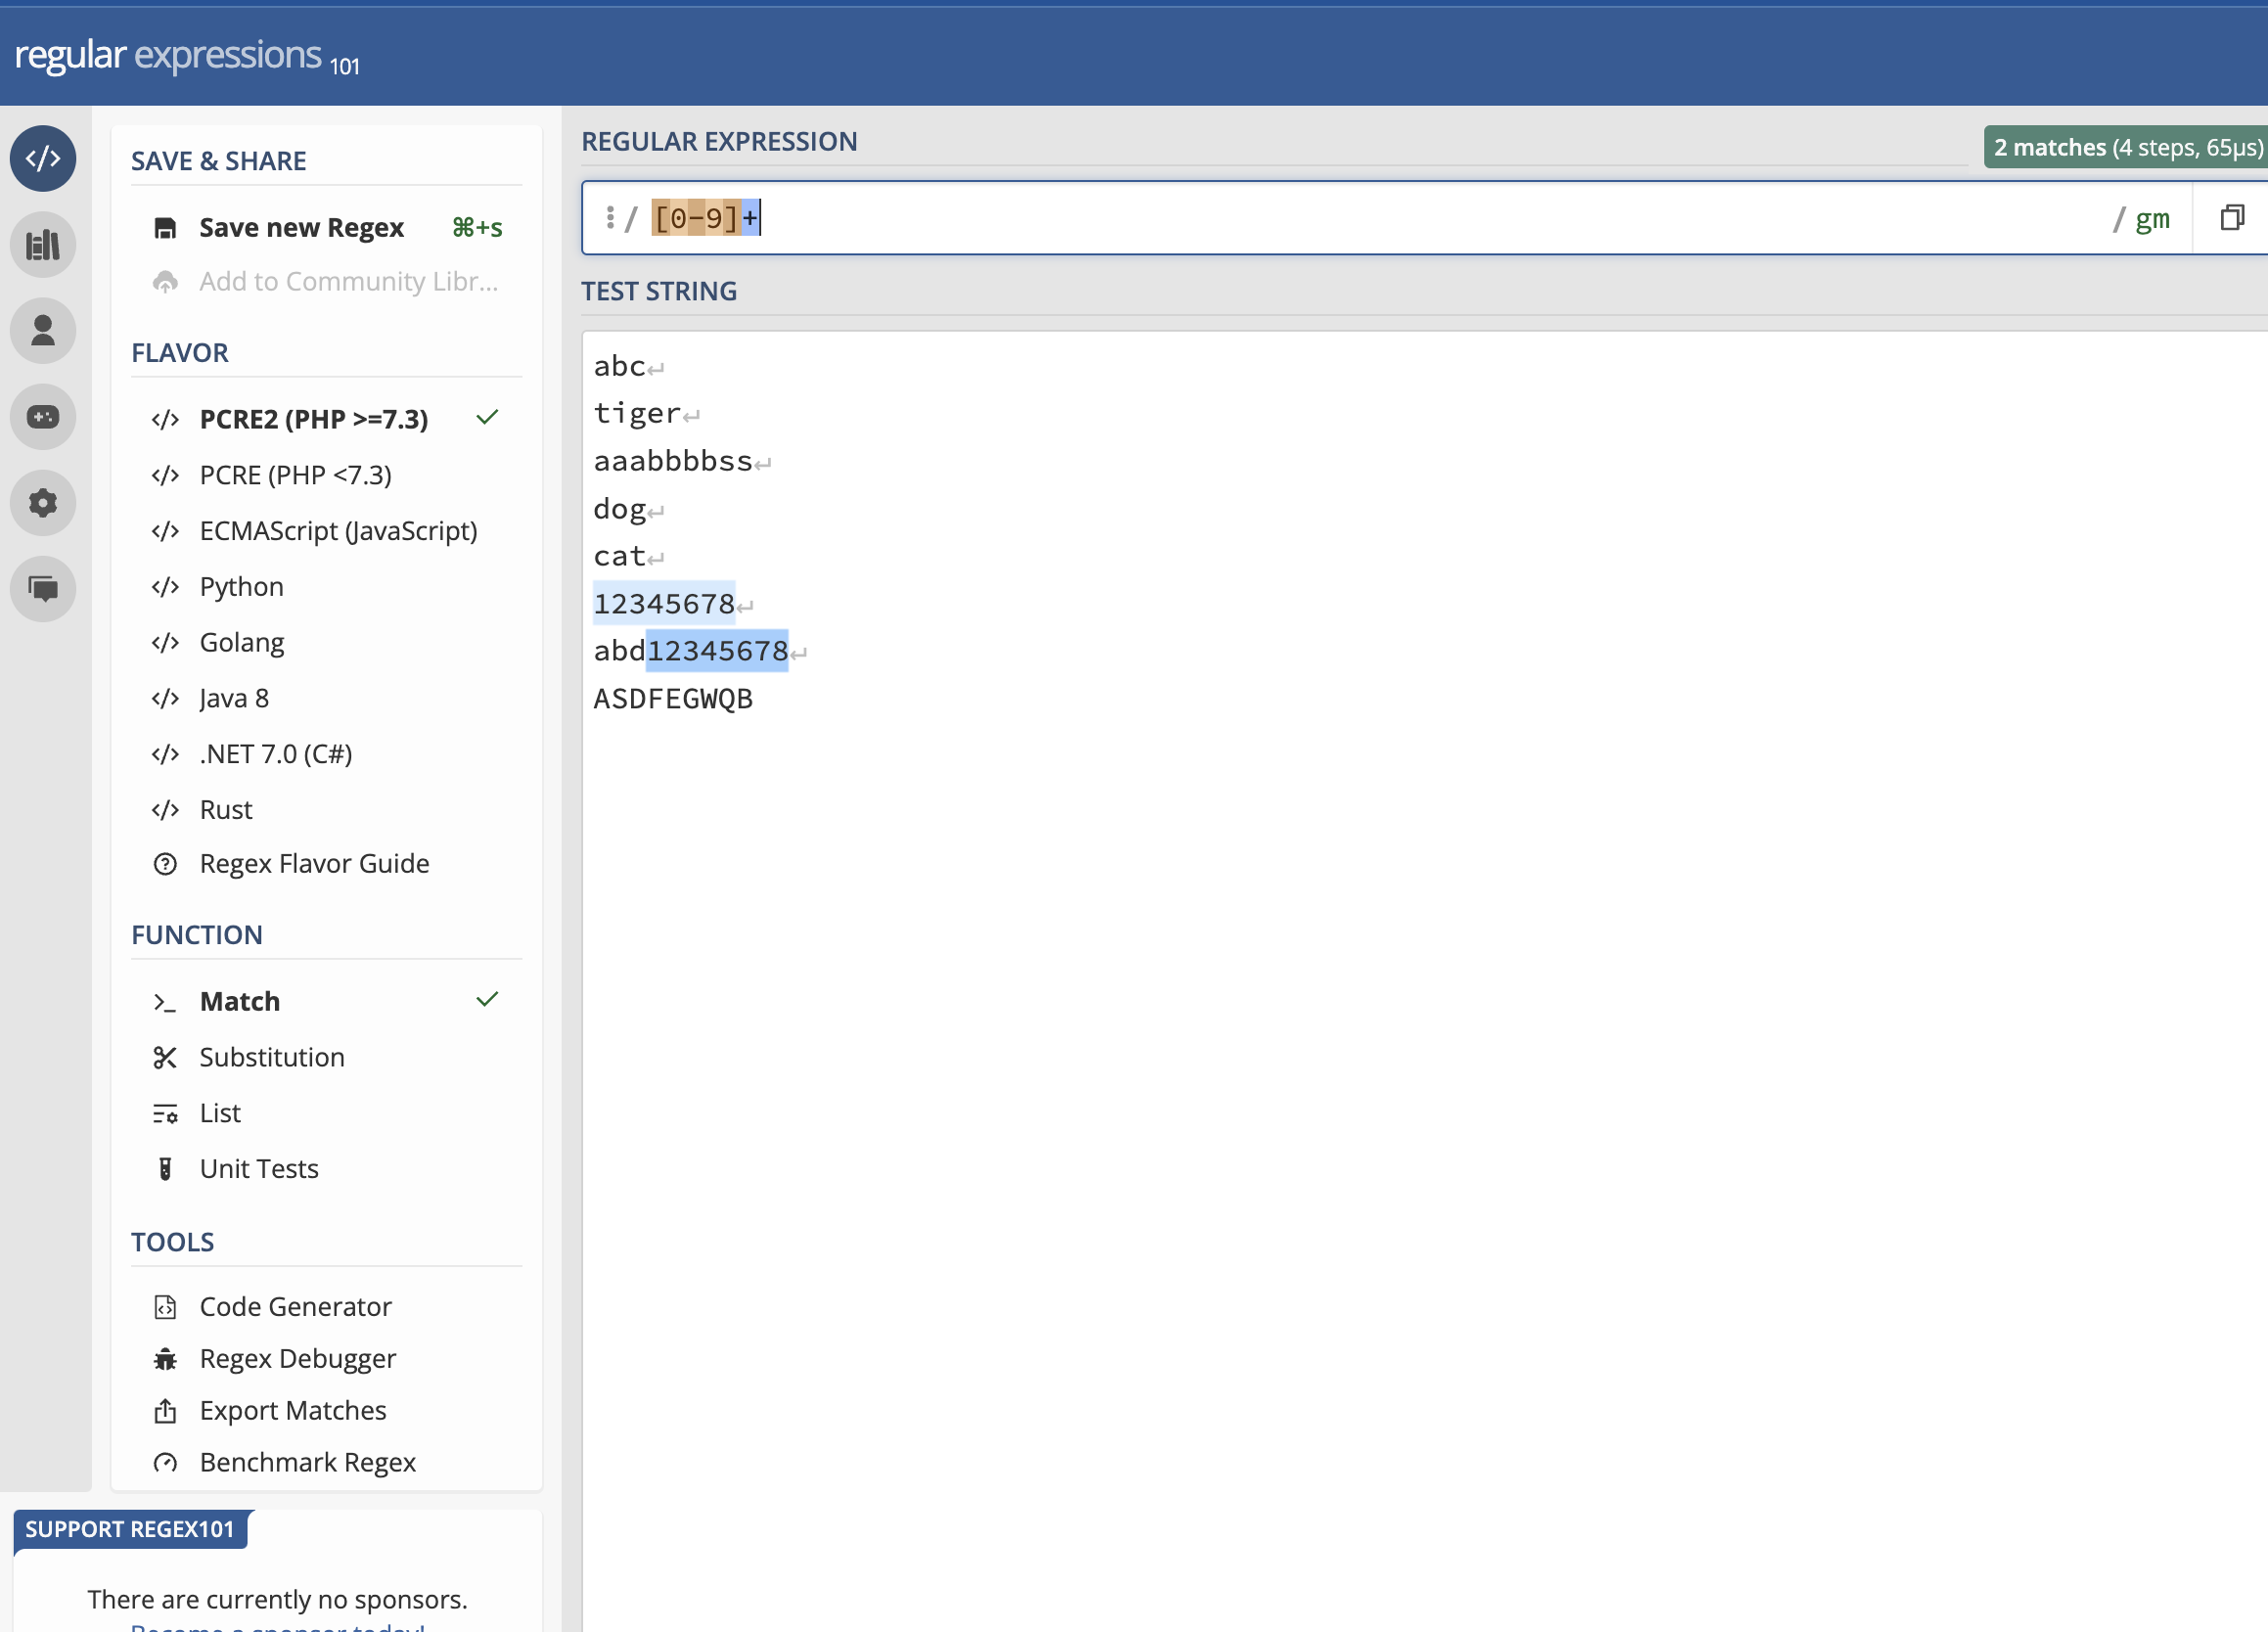 regular expressions 101
SAVE & SHARE
Save new Regex ⌘+s
Add to Community Libr...
FLAVOR
PCRE2 (PHP >=7.3)
PCRE (PHP <7.3)
ECMAScript (JavaScript)
Python
Golang
Java 8
.NET 7.0 (C#)
Rust
Regex Flavor Guide
FUNCTION
Match
Substitution
List
Unit Tests
TOOLS
Code Generator
Regex Debugger
Export Matches
Benchmark Regex
SUPPORT REGEX101
There are currently no sponsors.
Become a sponsor today!
REGULAR EXPRESSION
2 matches (4 steps, 65μs)
/ [0-9]+ / gm
TEST STRING
abc↵
tiger↵
aaabbbbss↵
dog↵
cat↵
12345678↵
abd12345678↵
ASDFEGWQB